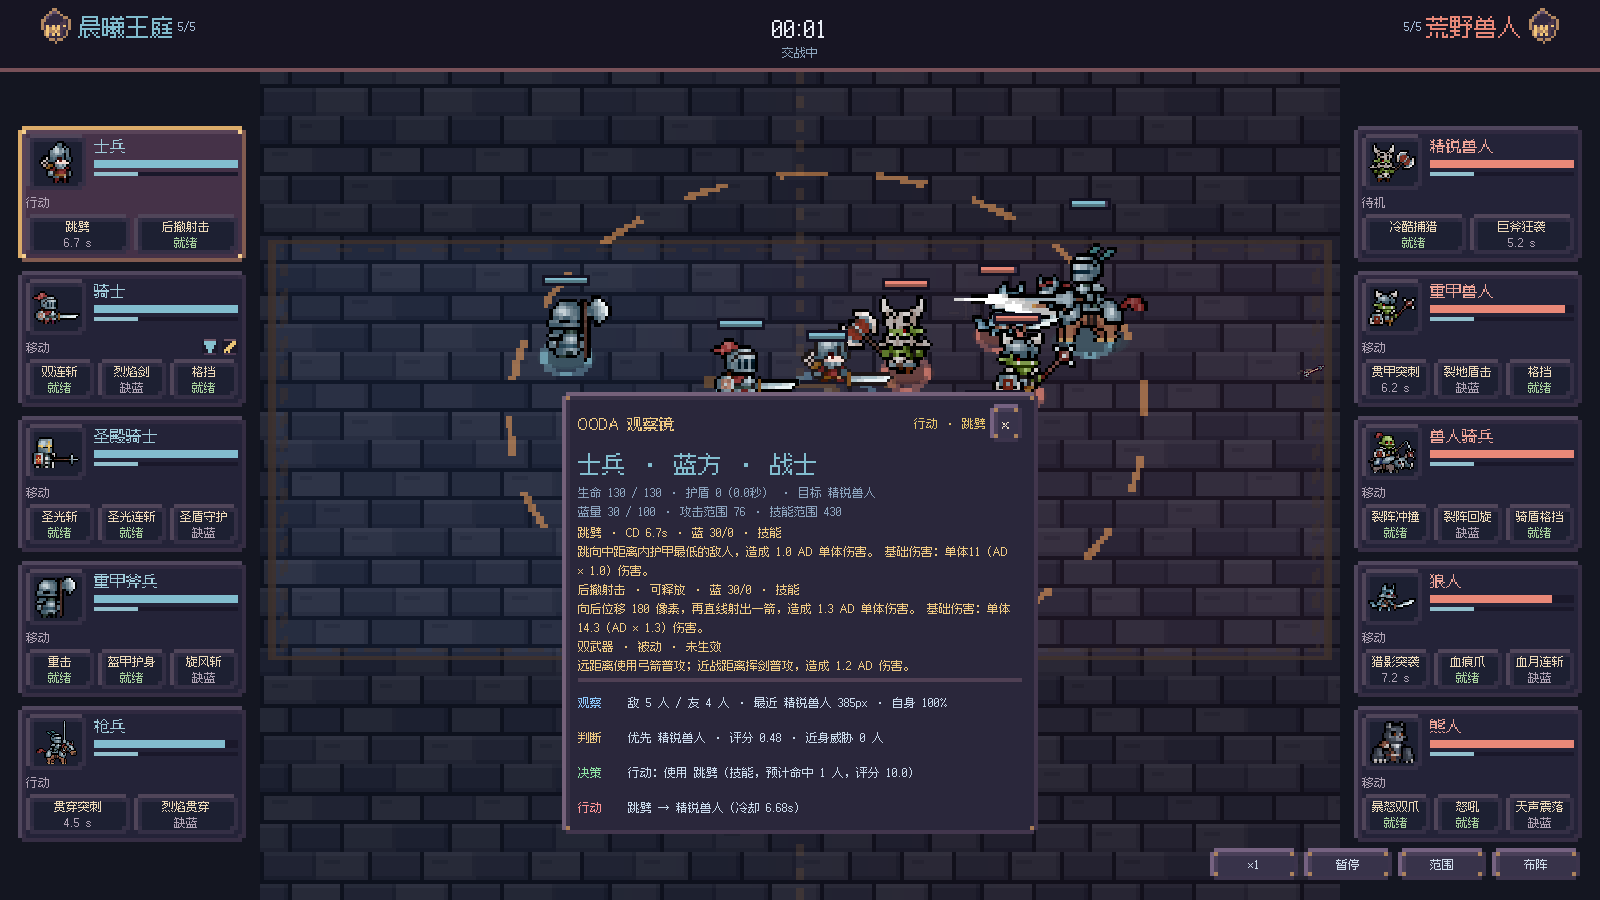 晨曦王庭 5/5
00:01
交战中
5/5 荒野兽人
士兵
行动
跳劈
6.7 s
后撤射击
就绪
骑士
移动
双连斩
就绪
烈焰剑
缺蓝
格挡
就绪
圣殿骑士
移动
圣光斩
就绪
圣光连斩
就绪
圣盾守护
缺蓝
重甲斧兵
移动
重击
就绪
盔甲护身
就绪
旋风斩
缺蓝
枪兵
行动
贯穿突刺
4.5 s
烈焰贯穿
缺蓝
OODA 观察镜
行动 · 跳劈
x
士兵 · 蓝方 · 战士
生命 130 / 130 · 护盾 0 (0.0秒) · 目标 精锐兽人
蓝量 30 / 100 · 攻击范围 76 · 技能范围 430
跳劈 · CD 6.7s · 蓝 30/0 · 技能
跳向中距离内护甲最低的敌人，造成 1.0 AD 单体伤害。 基础伤害：单体11 (AD
× 1.0) 伤害。
后撤射击 · 可释放 · 蓝 30/0 · 技能
向后位移 180 像素，再直线射出一箭，造成 1.3 AD 单体伤害。 基础伤害：单体
14.3 (AD × 1.3) 伤害。
双武器 · 被动 · 未生效
远距离使用弓箭普攻；近战距离挥剑普攻，造成 1.2 AD 伤害。
观察 敌 5 人 / 友 4 人 · 最近 精锐兽人 385px · 自身 100%
判断 优先 精锐兽人 · 评分 0.48 · 近身威胁 0 人
决策 行动：使用 跳劈 (技能，预计命中 1 人，评分 10.0)
行动 跳劈 → 精锐兽人 (冷却 6.68s)
精锐兽人
待机
冷酷捕猎
就绪
巨斧狂袭
5.2 s
重甲兽人
移动
贯甲突刺
6.2 s
裂地盾击
缺蓝
格挡
就绪
兽人骑兵
移动
裂阵冲撞
就绪
裂阵回旋
缺蓝
骑盾格挡
就绪
狼人
移动
猎影突袭
7.2 s
血痕爪
就绪
血月连斩
缺蓝
熊人
移动
暴怒双爪
就绪
怒吼
就绪
天声震落
缺蓝
×1
暂停
范围
布阵